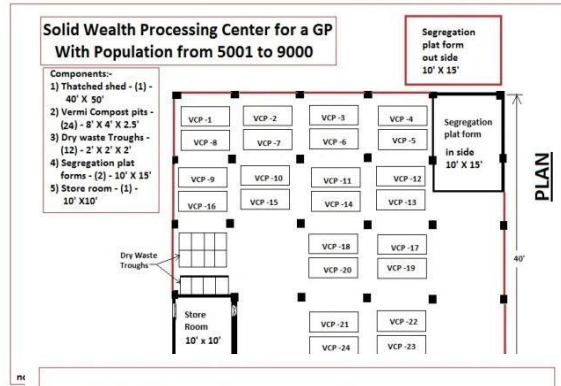 Solid Wealth Processing Center for a GP
With Population from 5001 to 9000
Segregation
plat form
out side
10' X 15'
Components:-
1) Thatched shed - (1) -
40' X 50'
2) Vermi Compost pits -
(24) - 8' X 4' X 2.5'
3) Dry waste Troughs -
(12) - 2' X 2' X 2'
4) Segregation plat
forms - (2) - 10' X 15'
5) Store room - (1) -
10' X10'
VCP -1
VCP -2
VCP -3
VCP -4
VCP -8
VCP -7
VCP -6
VCP -5
Segregation
plat form
in side
10' X 15'
PLAN
VCP -9
VCP -10
VCP -11
VCP -12
VCP -16
VCP -15
VCP -14
VCP -13
Dry Waste
Troughs
VCP -18
VCP -17
VCP -20
VCP -19
40'
Store
Room
10' x 10'
VCP -21
VCP -22
VCP -24
VCP -23